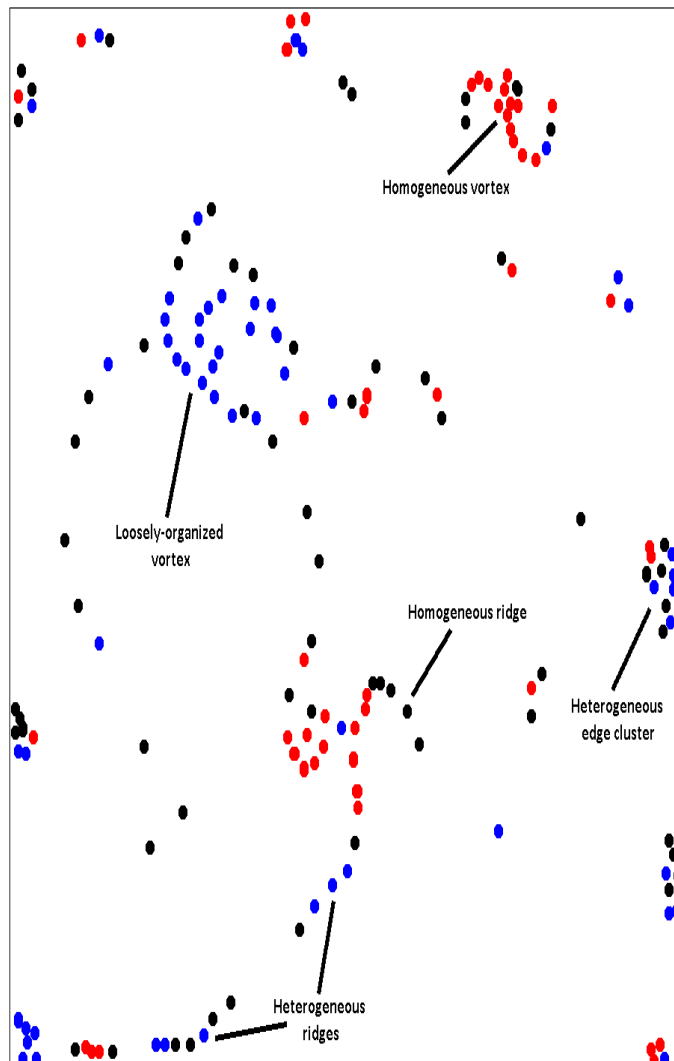 Homogeneous vortex
Loosely-organized
vortex
Homogeneous ridge
Heterogeneous
edge cluster
Heterogeneous
ridges